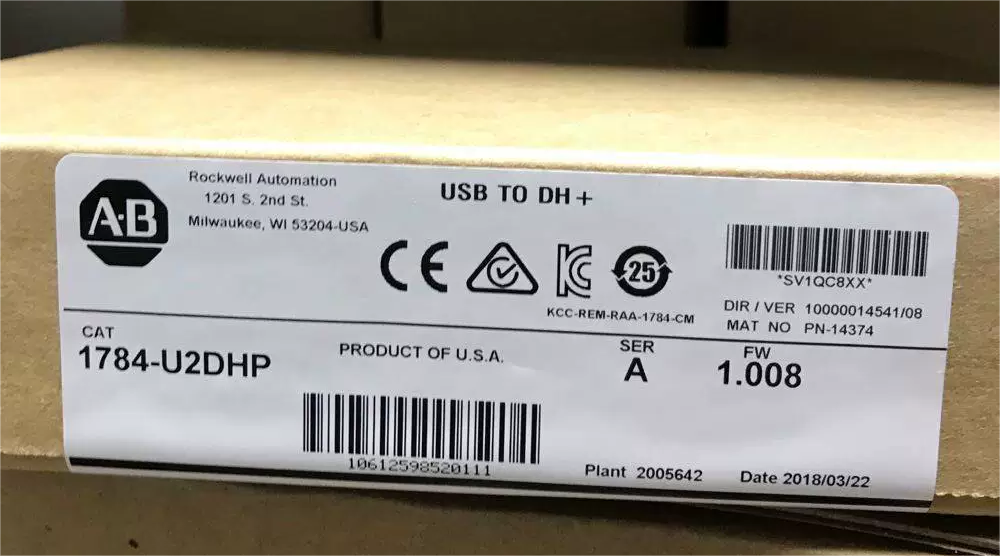 A·B
Rockwell Automation
1201 S. 2nd St.
Milwaukee, WI 53204-USA
USB TO DH+
CE
KC
25
KCC-REM-RAA-1784-CM
*SV1QC8XX*
DIR / VER 10000014541/08
MAT NO PN-14374
CAT
1784-U2DHP
PRODUCT OF U.S.A.
SER
A
FW
1.008
10612598520111
Plant 2005642
Date 2018/03/22